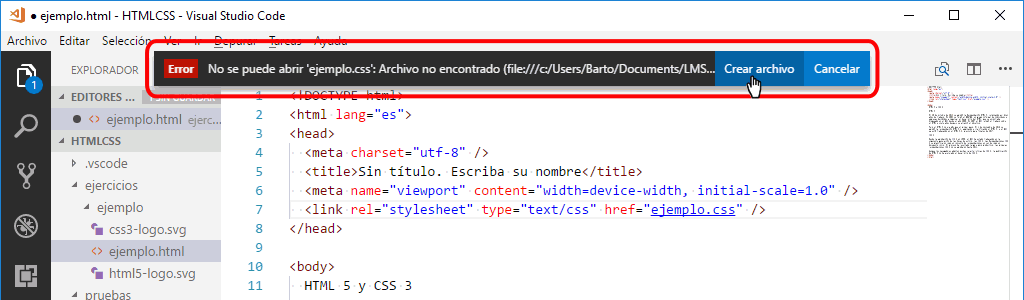 ● ejemplo.html - HTMLCSS - Visual Studio Code
Archivo Editar Selección Ver Ir Depurar Tareas Ayuda
Error No se puede abrir 'ejemplo.css': Archivo no encontrado (file:///c:/Users/Barto/Documents/LMS... Crear archivo Cancelar
EXPLORADOR
1
EDITORES ... 1 SIN GUARDAR
● <> ejemplo.html ejerc...
HTMLCSS
.vscode
ejercicios
ejemplo
css3-logo.svg
<> ejemplo.html
html5-logo.svg
pruebas
1 <!DOCTYPE html>
2 <html lang="es">
3 <head>
4 <meta charset="utf-8" />
5 <title>Sin título. Escriba su nombre</title>
6 <meta name="viewport" content="width=device-width, initial-scale=1.0" />
7 <link rel="stylesheet" type="text/css" href="ejemplo.css" />
8 </head>
9
10 <body>
11 HTML 5 y CSS 3